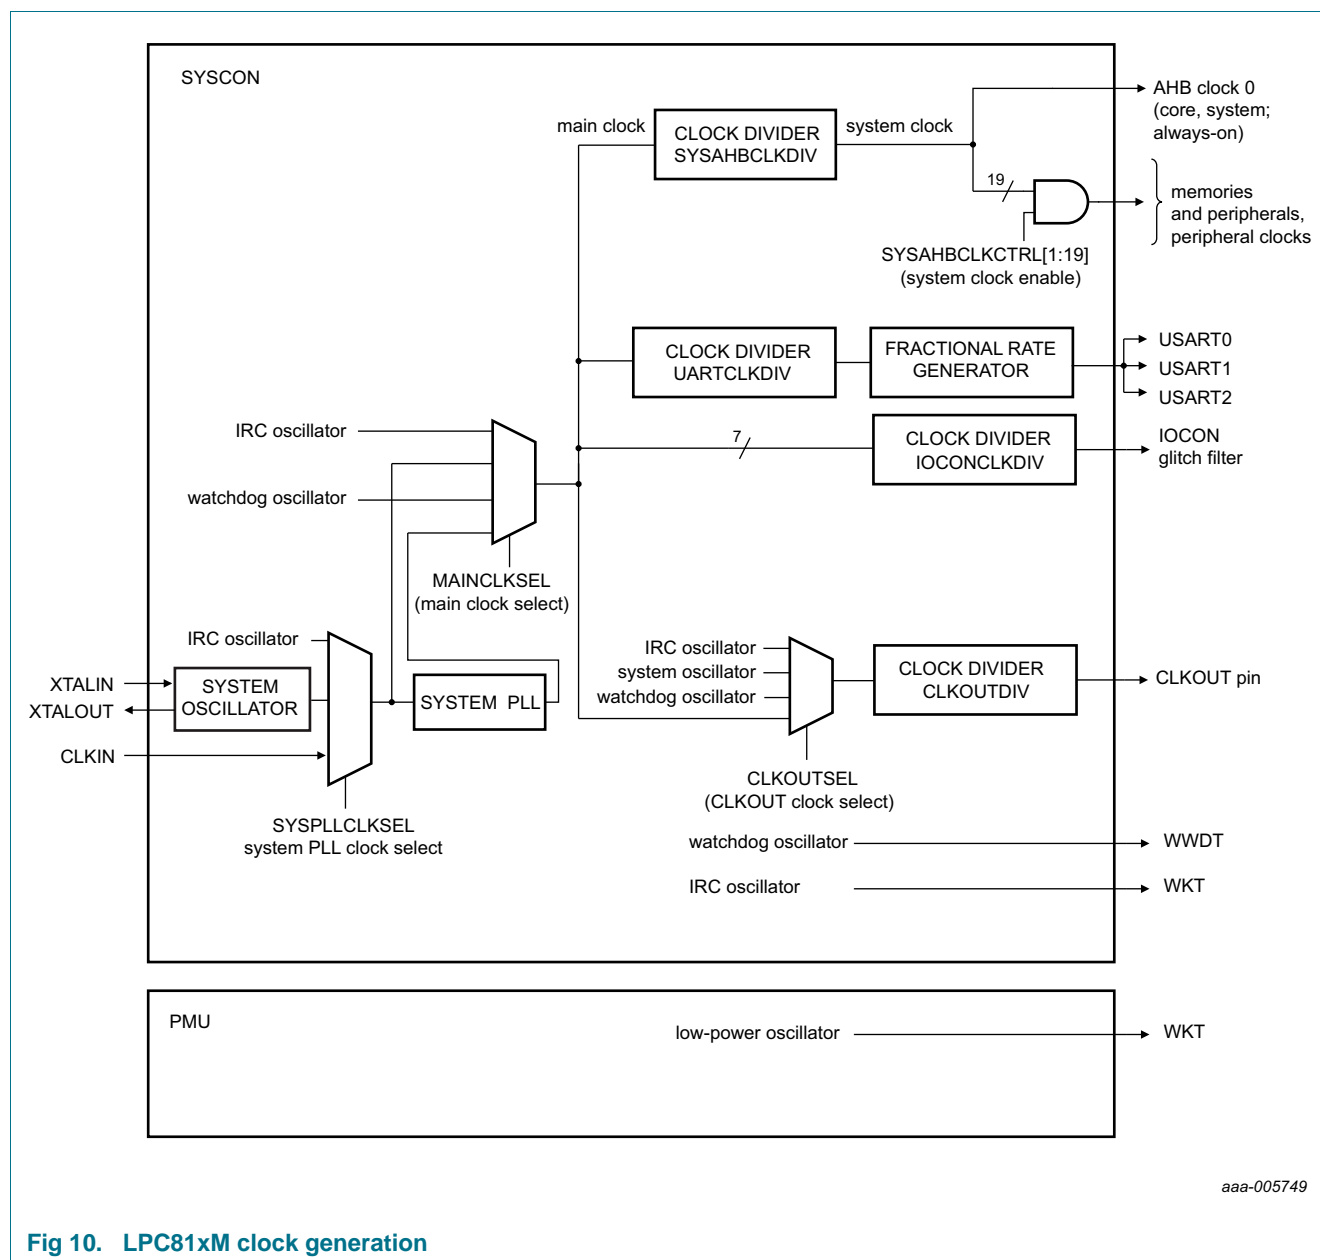 SYSCON
AHB clock 0
(core, system;
always-on)
main clock
CLOCK DIVIDER
SYSAHBCLKDIV
system clock
19
memories
and peripherals,
peripheral clocks
SYSAHBCLKCTRL[1:19]
(system clock enable)
CLOCK DIVIDER
UARTCLKDIV
FRACTIONAL RATE
GENERATOR
USART0
USART1
USART2
IRC oscillator
watchdog oscillator
7
CLOCK DIVIDER
IOCONCLKDIV
IOCON
glitch filter
MAINCLKSEL
(main clock select)
IRC oscillator
XTALIN
XTALOUT
SYSTEM
OSCILLATOR
CLKIN
SYSTEM PLL
SYSPLLCLKSEL
system PLL clock select
IRC oscillator
system oscillator
watchdog oscillator
CLOCK DIVIDER
CLKOUTDIV
CLKOUT pin
CLKOUTSEL
(CLKOUT clock select)
watchdog oscillator
WWDT
IRC oscillator
WKT
PMU
low-power oscillator
WKT
aaa-005749
Fig 10. LPC81xM clock generation